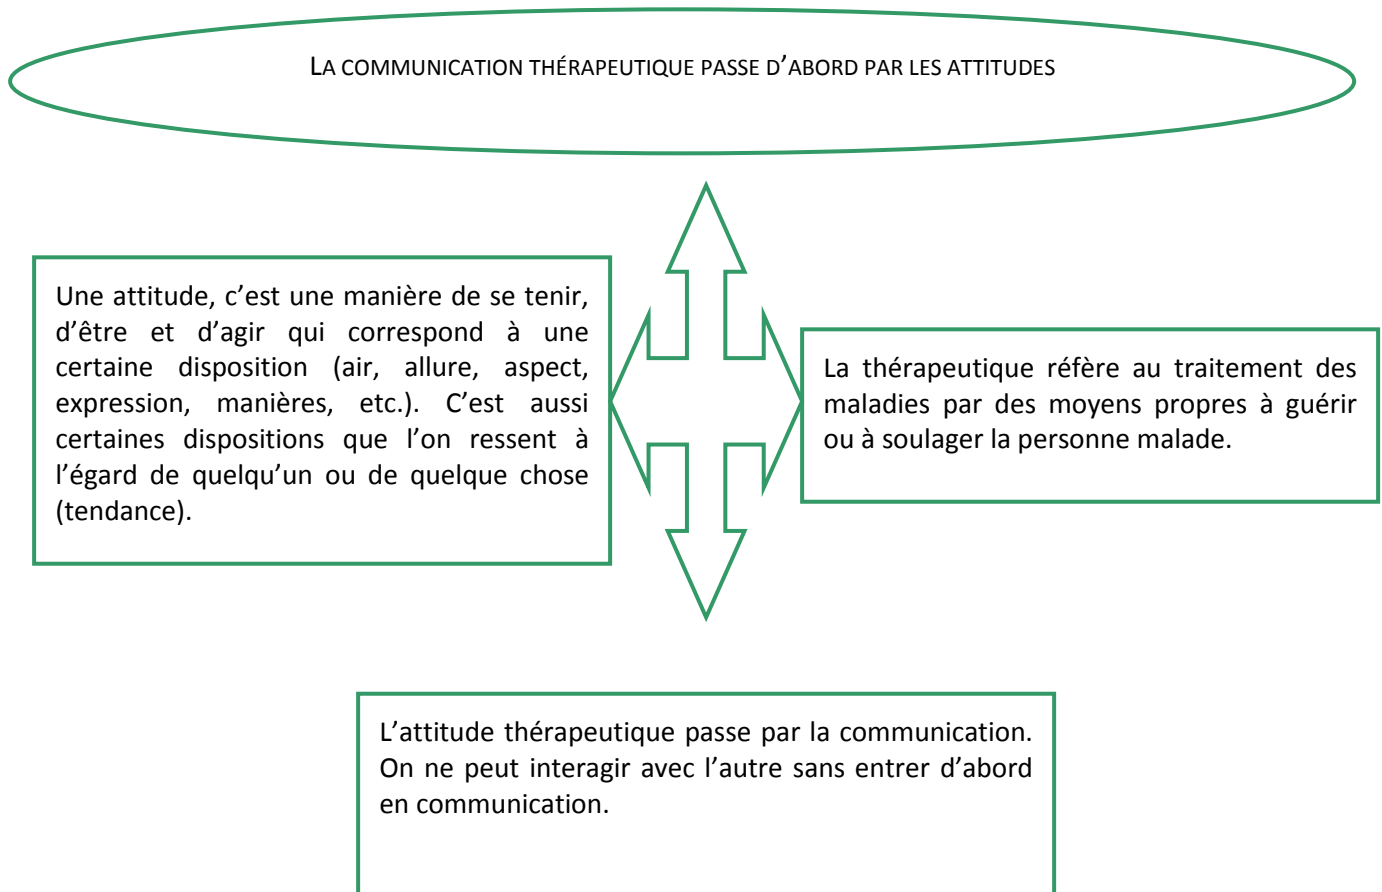 LA COMMUNICATION THÉRAPEUTIQUE PASSE D’ABORD PAR LES ATTITUDES
Une attitude, c’est une manière de se tenir,
d’être et d’agir qui correspond à une
certaine disposition (air, allure, aspect,
expression, manières, etc.). C’est aussi
certaines dispositions que l’on ressent à
l’égard de quelqu’un ou de quelque chose
(tendance).
La thérapeutique réfère au traitement des
maladies par des moyens propres à guérir
ou à soulager la personne malade.
L’attitude thérapeutique passe par la communication.
On ne peut interagir avec l’autre sans entrer d’abord
en communication.